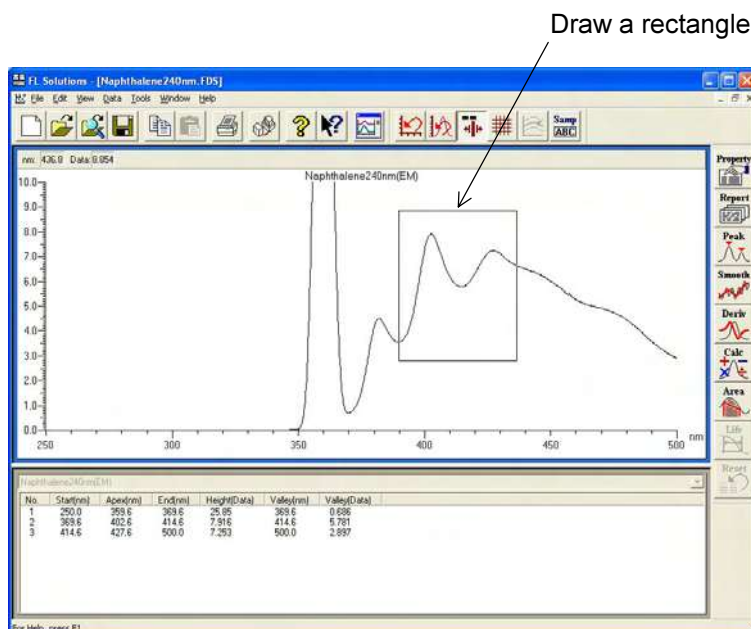 Draw a rectangle
FL Solutions - [Naphthalene240nm.FDS]
File Edit View Data Tools Window Help
Samp
ABC
nm: 436.8 Data: 8.854
Naphthalene240nm(EM)
Property
Report
Peak
Smooth
Deriv
Calc
Area
Life
Reset
10.0
9.0
8.0
7.0
6.0
5.0
4.0
3.0
2.0
1.0
0.0
250 300 350 400 450 500 nm
Naphthalene240nm(EM)
No. Start(nm) Apex(nm) End(nm) Height(Data) Valley(nm) Valley(Data)
1 250.0 359.6 369.6 25.85 369.6 0.686
2 369.6 402.6 414.6 7.916 414.6 5.781
3 414.6 427.6 500.0 7.253 500.0 2.897
For Help, press F1